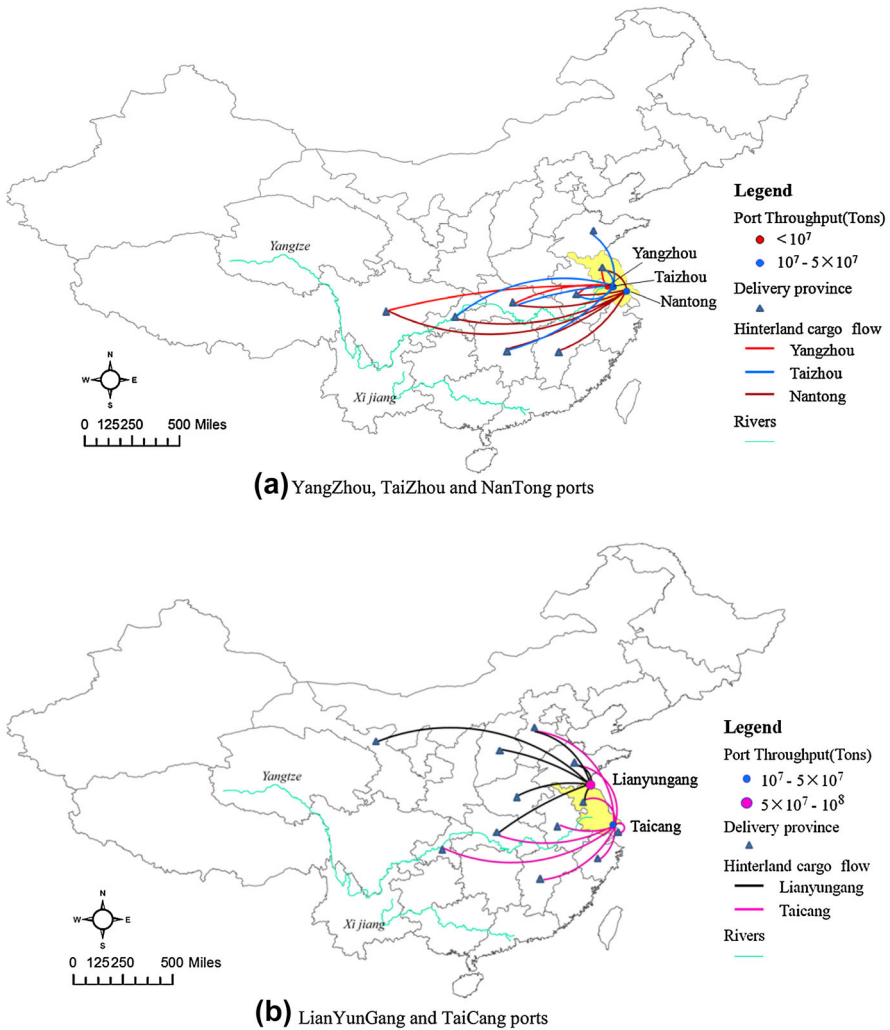 Legend
Port Throughput(Tons)
<10⁷
10⁷ - 5×10⁷
Delivery province
Hinterland cargo flow
Yangzhou
Taizhou
Nantong
Rivers
Yangzhou
Taizhou
Nantong
Yangtze
Xi jiang
N
W E
S
0 125250 500 Miles
(a) YangZhou, TaiZhou and NanTong ports
Legend
Port Throughput(Tons)
10⁷ - 5×10⁷
5×10⁷ - 10⁸
Delivery province
Hinterland cargo flow
Lianyungang
Taicang
Rivers
Lianyungang
Taicang
Yangtze
Xi jiang
N
W E
S
0 125250 500 Miles
(b) LianYunGang and TaiCang ports